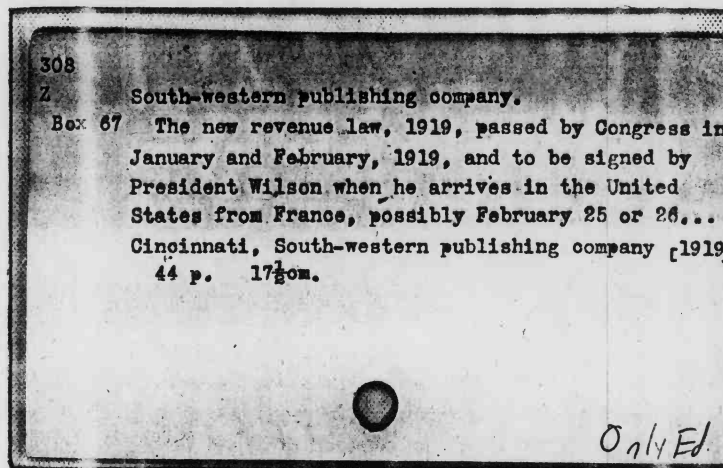 308
Z South-western publishing company.
Box 67 The new revenue law, 1919, passed by Congress in
January and February, 1919, and to be signed by
President Wilson when he arrives in the United
States from France, possibly February 25 or 26...
Cincinnati, South-western publishing company [1919
44 p. 17½cm.
Only Ed.